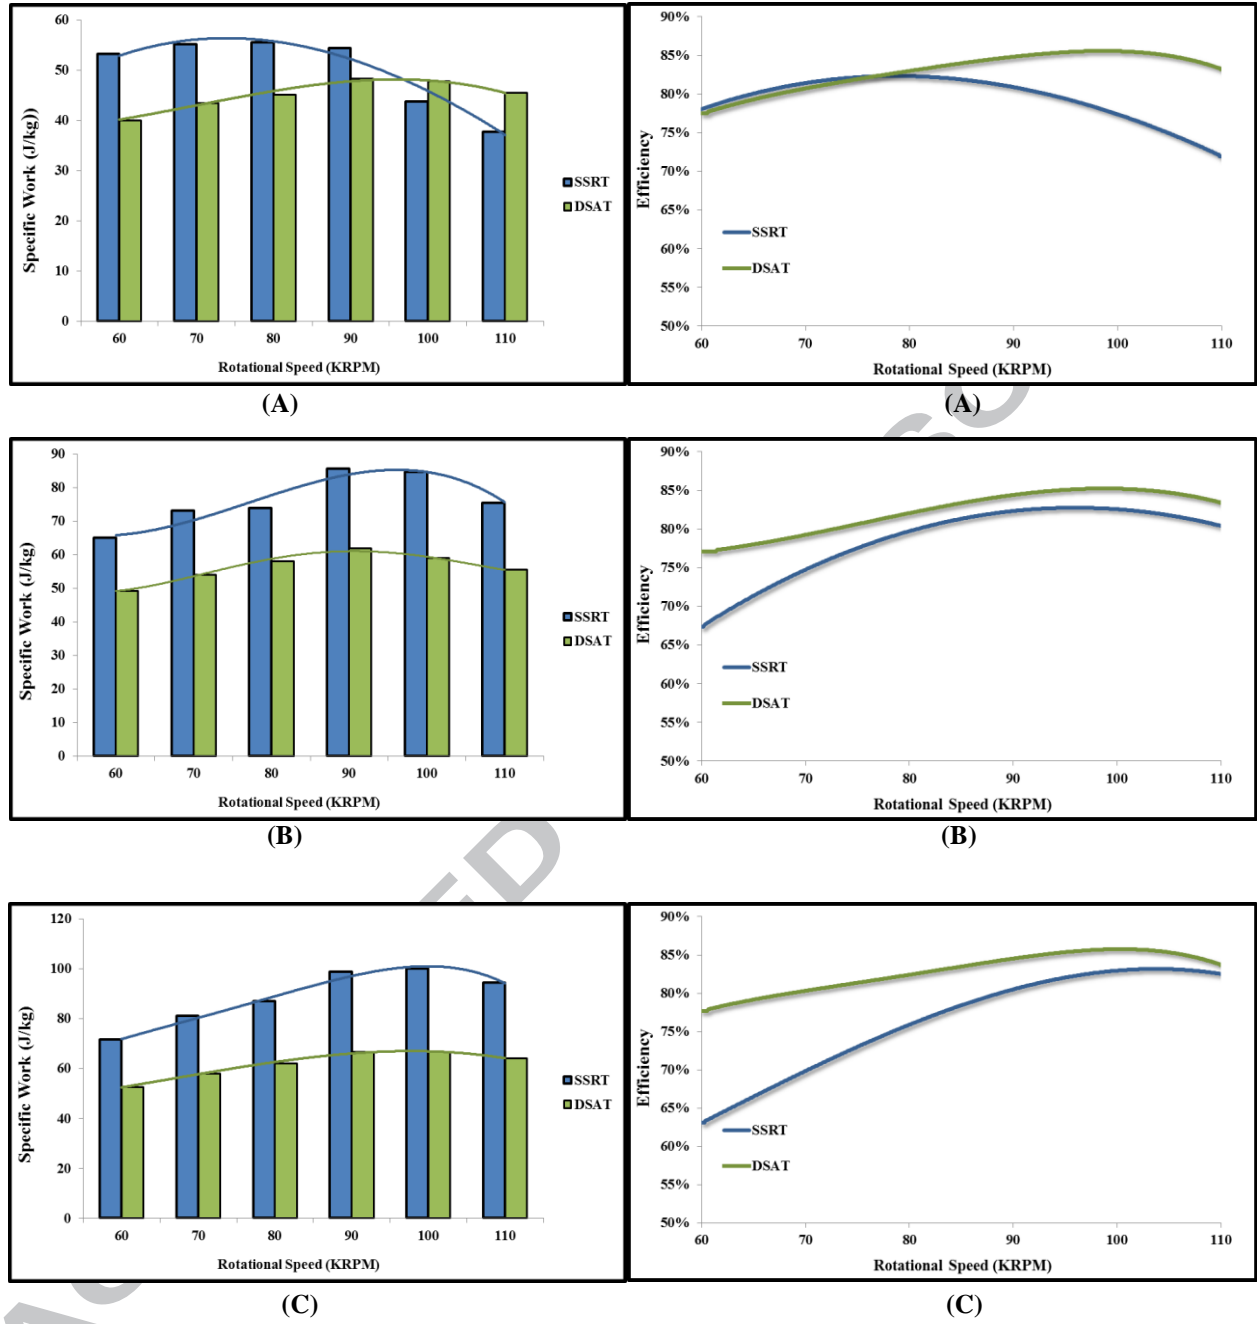 60
50
40
30
20
10
0
Specific Work (J/kg))
60 70 80 90 100 110
Rotational Speed (KRPM)
SSRT
DSAT
(A)
90%
85%
80%
75%
70%
65%
60%
55%
50%
Efficiency
SSRT
DSAT
60 70 80 90 100 110
Rotational Speed (KRPM)
(A)
90
80
70
60
50
40
30
20
10
0
Specific Work (J/kg)
60 70 80 90 100 110
Rotational Speed (KRPM)
SSRT
DSAT
(B)
90%
85%
80%
75%
70%
65%
60%
55%
50%
Efficiency
SSRT
DSAT
60 70 80 90 100 110
Rotational Speed (KRPM)
(B)
120
100
80
60
40
20
0
Specific Work (J/kg)
60 70 80 90 100 110
Rotational Speed (KRPM)
SSRT
DSAT
(C)
90%
85%
80%
75%
70%
65%
60%
55%
50%
Efficiency
SSRT
DSAT
60 70 80 90 100 110
Rotational Speed (KRPM)
(C)